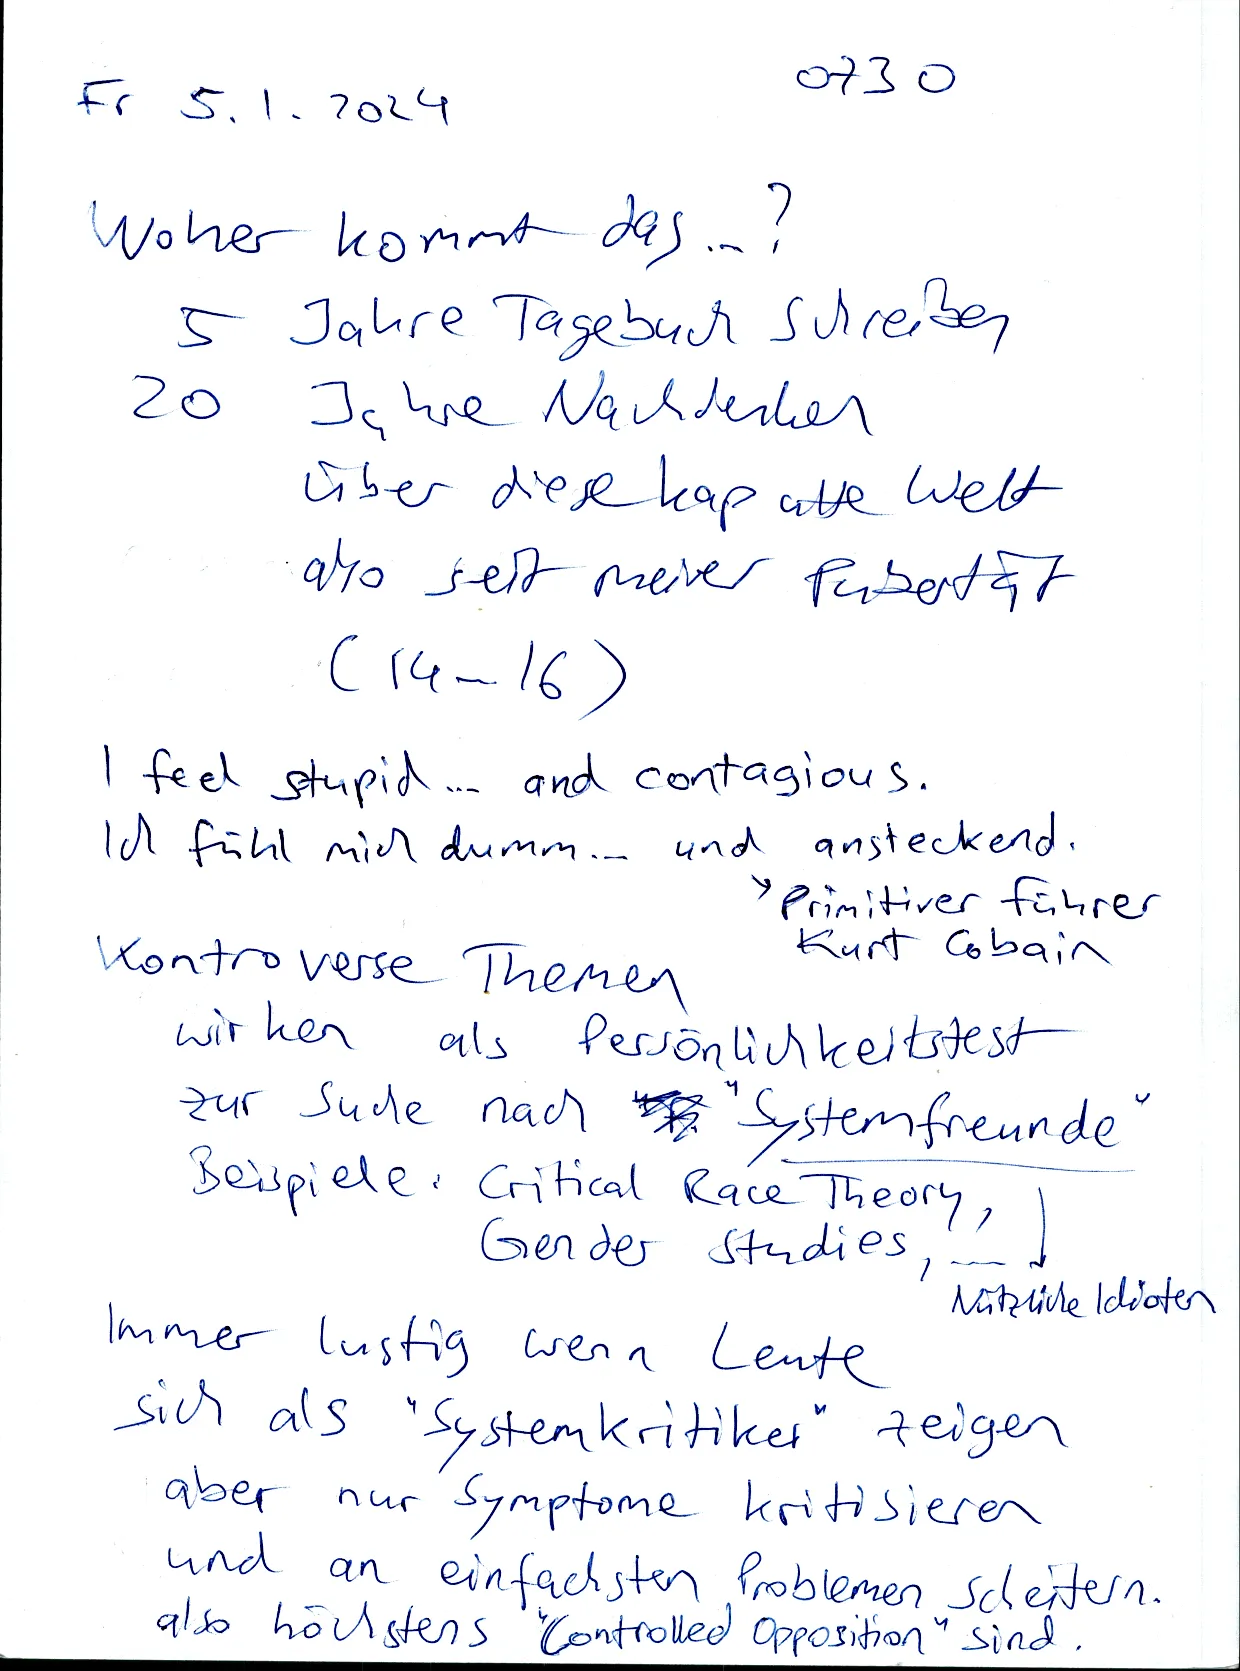 0730
Fr 5.1.2024
Woher kommt das...?
5 Jahre Tagebuch schreiben
20 Jahre Nachdenken
über diese kaputte Welt
also seit meiner Pubertät
(14-16)
I feel stupid... and contagious.
Ich fühl mich dumm... und ansteckend.
Primitiver Führer
Kurt Cobain
Kontroverse Themen
wirken als Persönlichkeitstest
zur Suche nach "Systemfreunde"
Beispiele: Critical Race Theory,
Gender Studies, ...
Nützliche Idioten
Immer lustig wenn Leute
sich als "Systemkritiker" zeigen
aber nur Symptome kritisieren
und an einfachsten Problemen scheitern.
also höchstens "Controlled Opposition" sind.